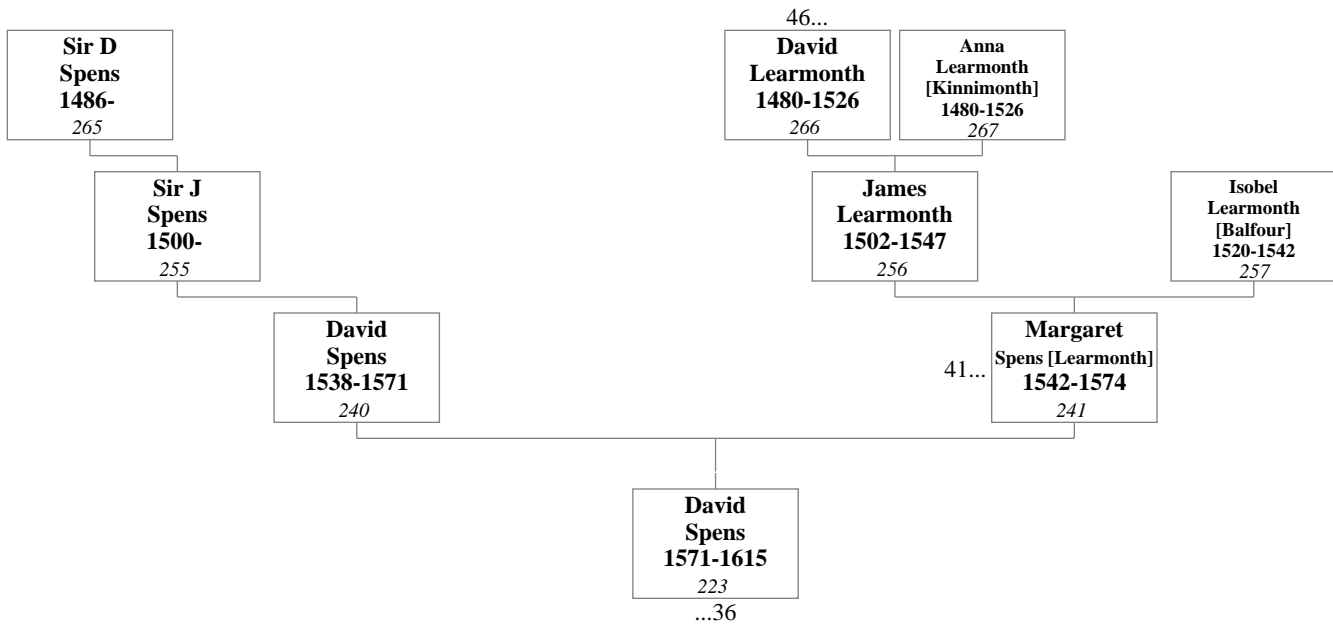 46...
Sir D
Spens
1486-
265
David
Learmonth
1480-1526
266
Anna
Learmonth
[Kinnimonth]
1480-1526
267
Sir J
Spens
1500-
255
James
Learmonth
1502-1547
256
Isobel
Learmonth
[Balfour]
1520-1542
257
David
Spens
1538-1571
240
41...
Margaret
Spens [Learmonth]
1542-1574
241
David
Spens
1571-1615
223
...36